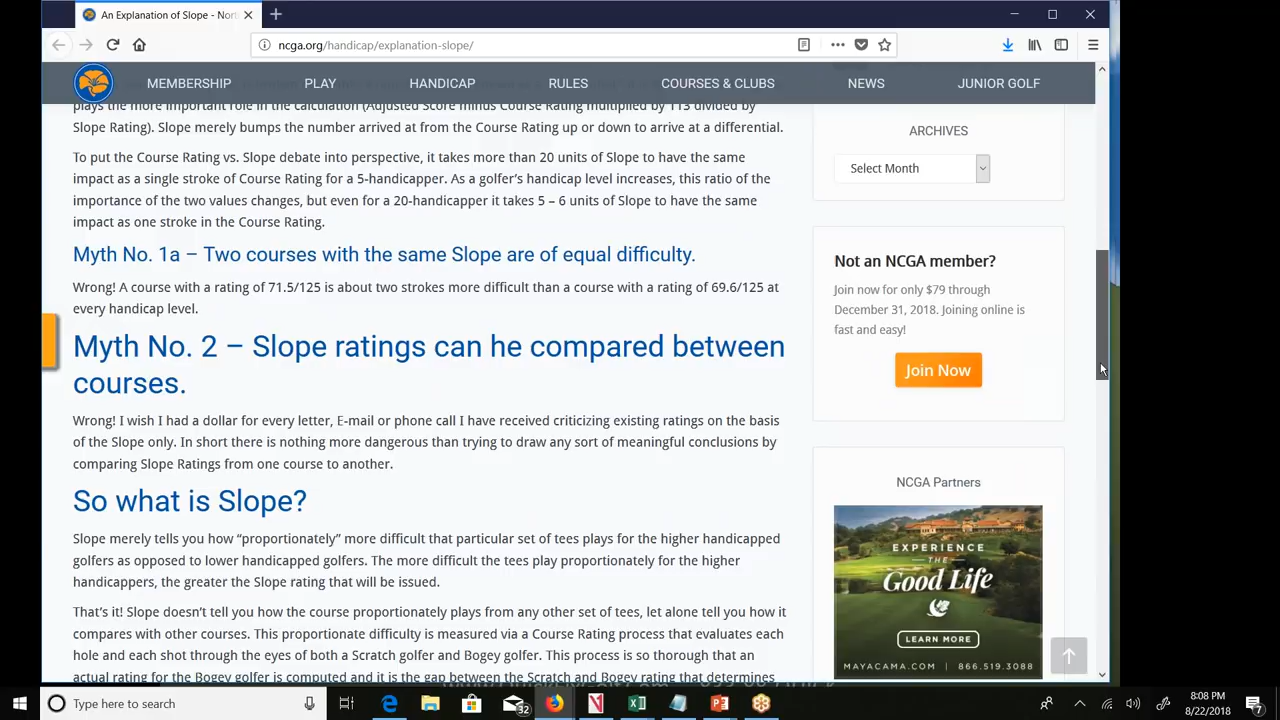 An Explanation of Slope - Nort
ncga.org/handicap/explanation-slope/
MEMBERSHIP PLAY HANDICAP RULES COURSES & CLUBS NEWS JUNIOR GOLF
plays the more important role in the calculation (Adjusted Score minus Course Rating multiplied by 113 divided by
Slope Rating). Slope merely bumps the number arrived at from the Course Rating up or down to arrive at a differential.
To put the Course Rating vs. Slope debate into perspective, it takes more than 20 units of Slope to have the same
impact as a single stroke of Course Rating for a 5-handicapper. As a golfer's handicap level increases, this ratio of the
importance of the two values changes, but even for a 20-handicapper it takes 5 – 6 units of Slope to have the same
impact as one stroke in the Course Rating.
Myth No. 1a – Two courses with the same Slope are of equal difficulty.
Wrong! A course with a rating of 71.5/125 is about two strokes more difficult than a course with a rating of 69.6/125 at
every handicap level.
Myth No. 2 – Slope ratings can he compared between
courses.
Wrong! I wish I had a dollar for every letter, E-mail or phone call I have received criticizing existing ratings on the basis
of the Slope only. In short there is nothing more dangerous than trying to draw any sort of meaningful conclusions by
comparing Slope Ratings from one course to another.
So what is Slope?
Slope merely tells you how “proportionately” more difficult that particular set of tees plays for the higher handicapped
golfers as opposed to lower handicapped golfers. The more difficult the tees play proportionately for the higher
handicappers, the greater the Slope rating that will be issued.
That's it! Slope doesn't tell you how the course proportionately plays from any other set of tees, let alone tell you how it
compares with other courses. This proportionate difficulty is measured via a Course Rating process that evaluates each
hole and each shot through the eyes of both a Scratch golfer and Bogey golfer. This process is so thorough that an
actual rating for the Bogey golfer is computed and it is the gap between the Scratch and Bogey rating that determines
ARCHIVES
Select Month
Not an NCGA member?
Join now for only $79 through
December 31, 2018. Joining online is
fast and easy!
Join Now
NCGA Partners
EXPERIENCE
THE
Good Life
LEARN MORE
MAYACAMA.COM | 866.519.3088
Type here to search
32
8:08 PM
8/22/2018
7